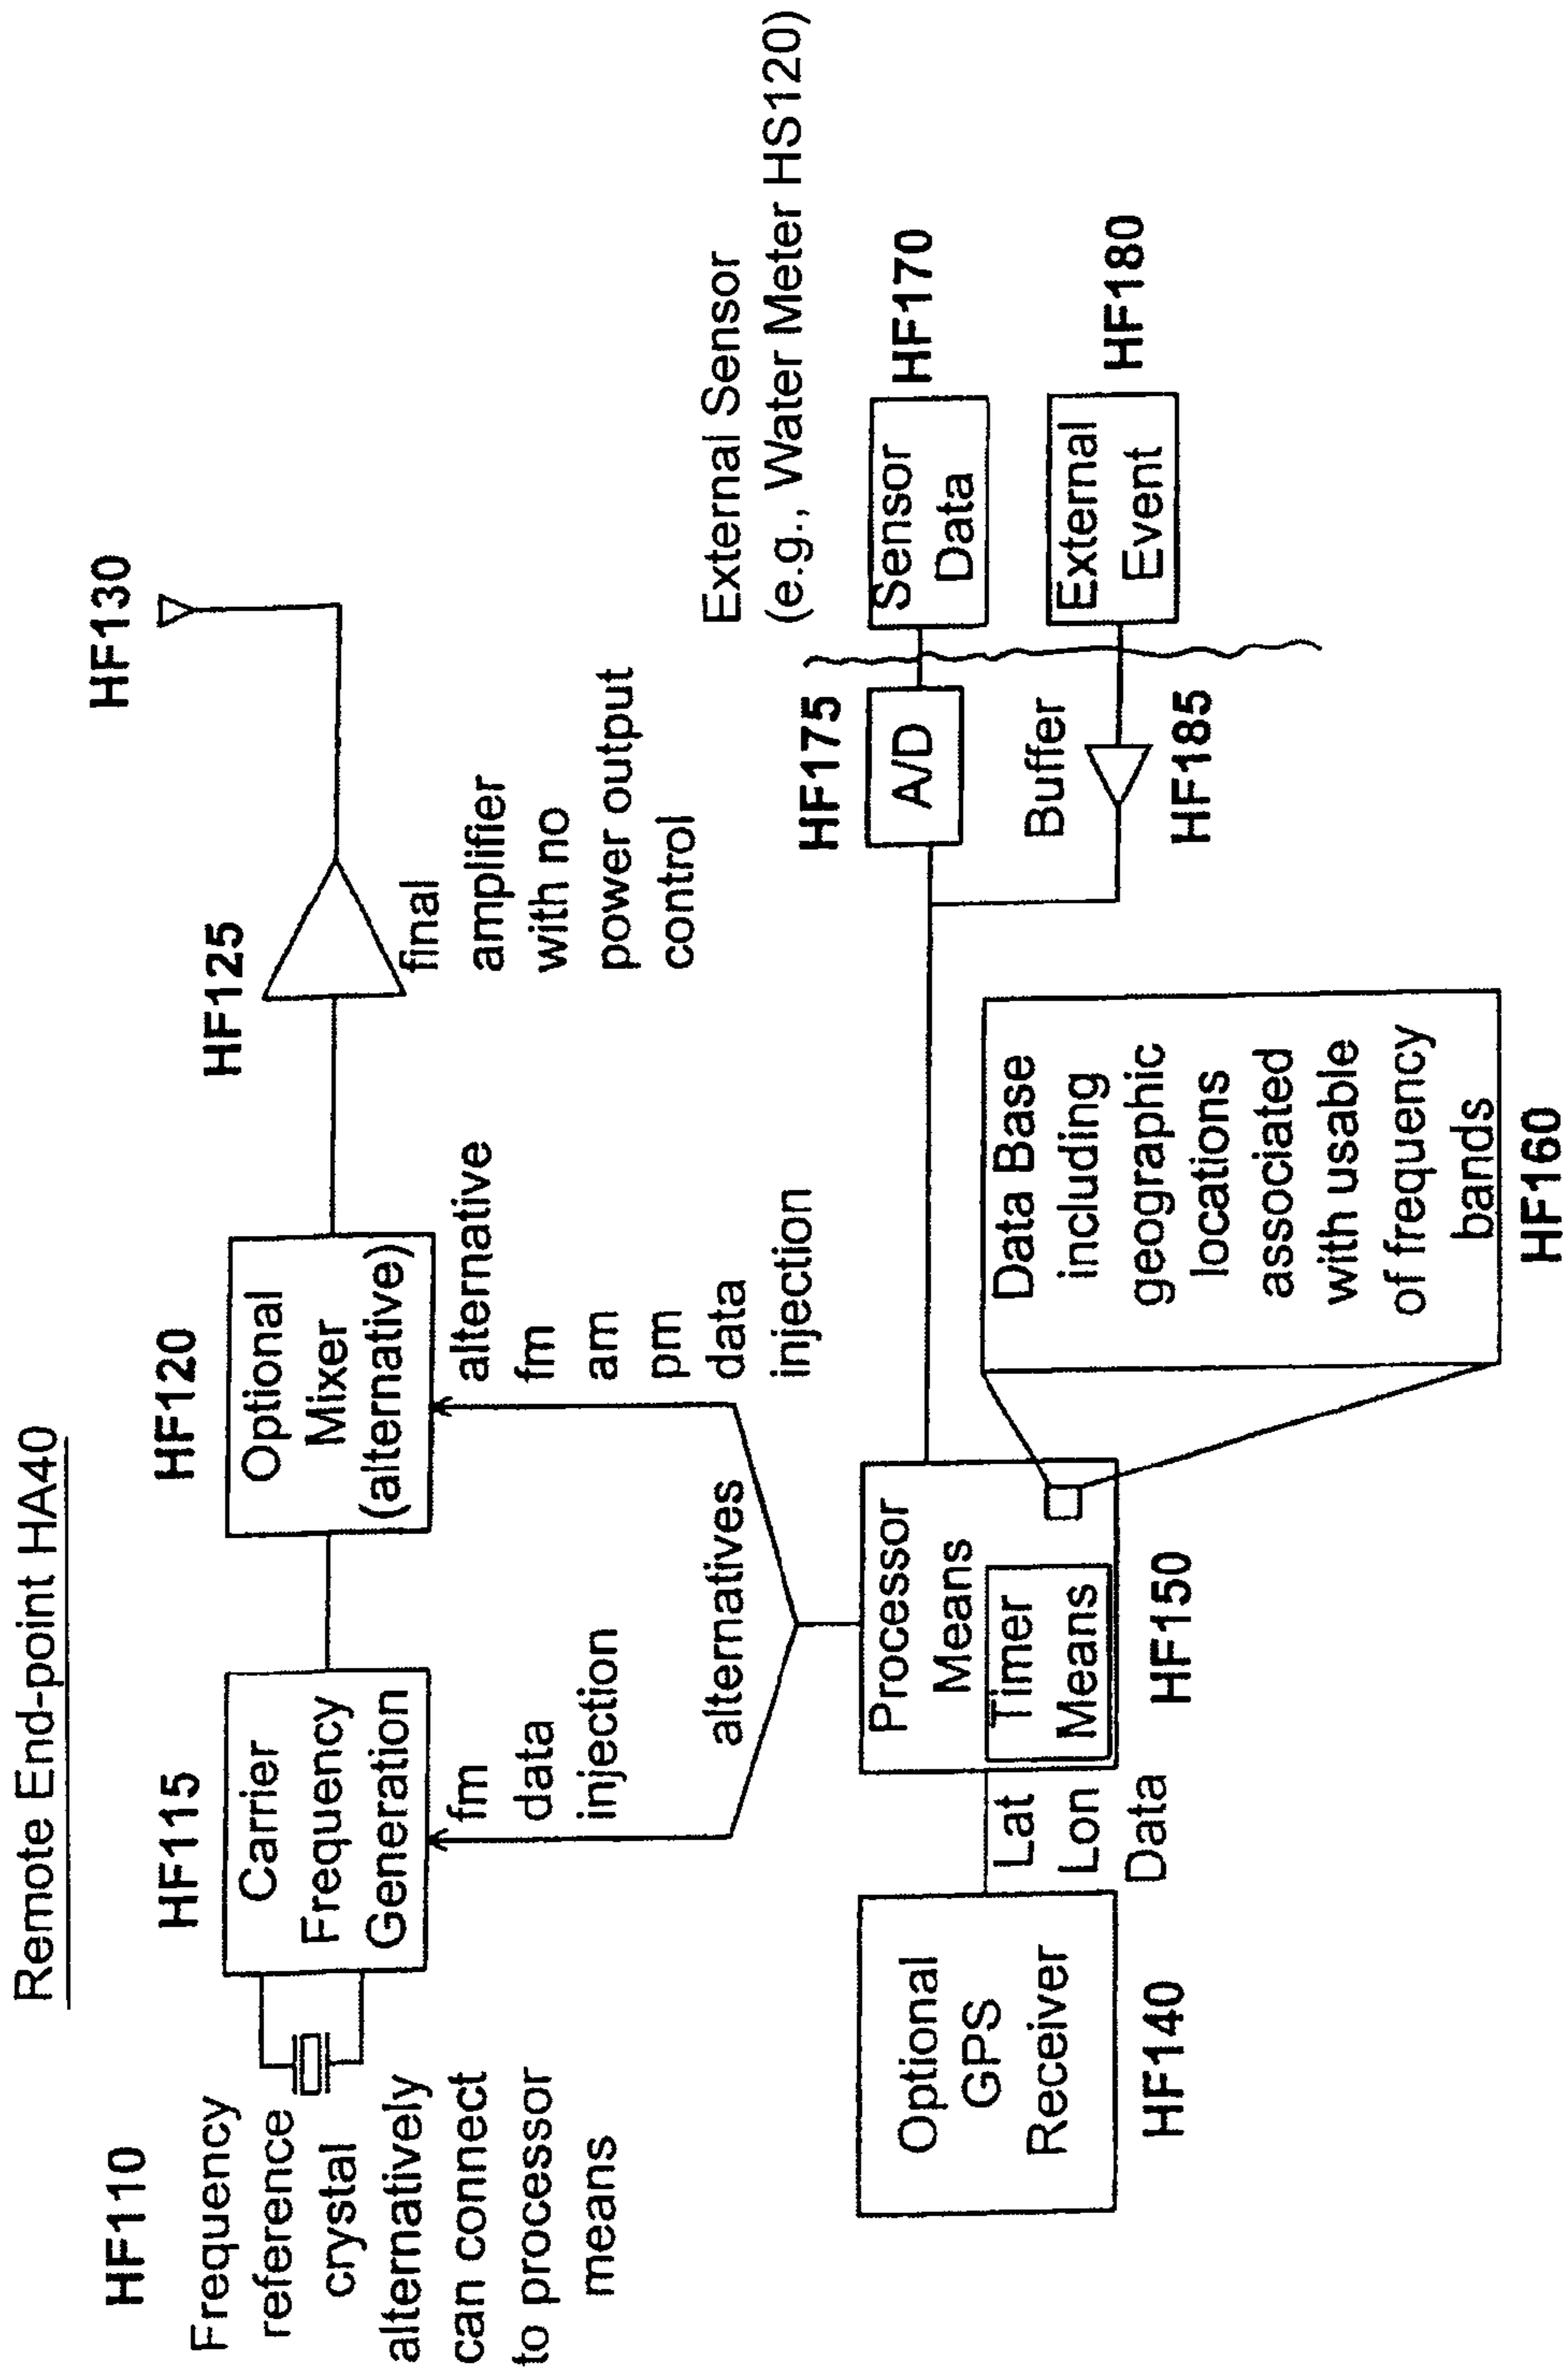 Remote End-point HA40
HF110
Frequency
reference
crystal
alternatively
can connect
to processor
means
HF115
Carrier
Frequency
Generation
fm
data
injection
HF120
Optional
Mixer
(alternative)
alternative
fm
am
pm
data
injection
alternatives
HF125
final
amplifier
with no
power output
control
HF130
External Sensor
(e.g., Water Meter HS120)
Optional
GPS
Receiver
HF140
Lat
Lon
Data
Processor
Means
Timer
Means
HF150
Data Base
including
geographic
locations
associated
with usable
of frequency
bands
HF160
HF175
A/D
Buffer
HF185
Sensor
Data
HF170
External
Event
HF180